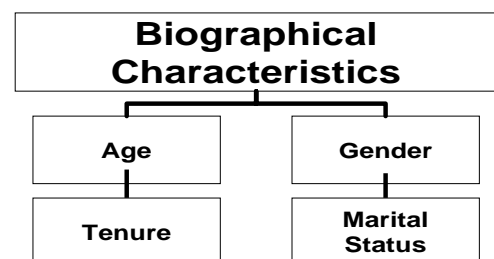 Biographical
Characteristics
Age
Gender
Tenure
Marital
Status